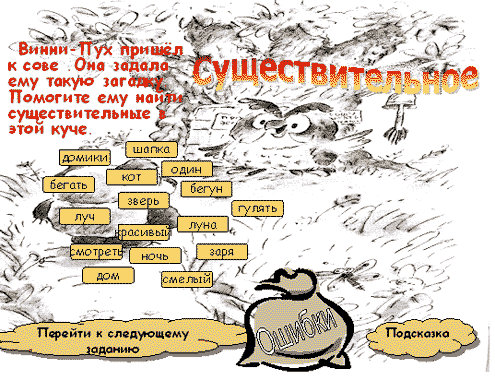 Винни-Пух пришел
к сове .Она задала
ему такую загадку
Помогите ему найти
существительные в
этой куче.
Существительное
шапка
домики
один
кот
бегать
бегун
зверь
гулять
луч
луна
красивый
смотреть
ночь
заря
дом
смелый
Ошибки
Перейти к следующему
заданию
Подсказка